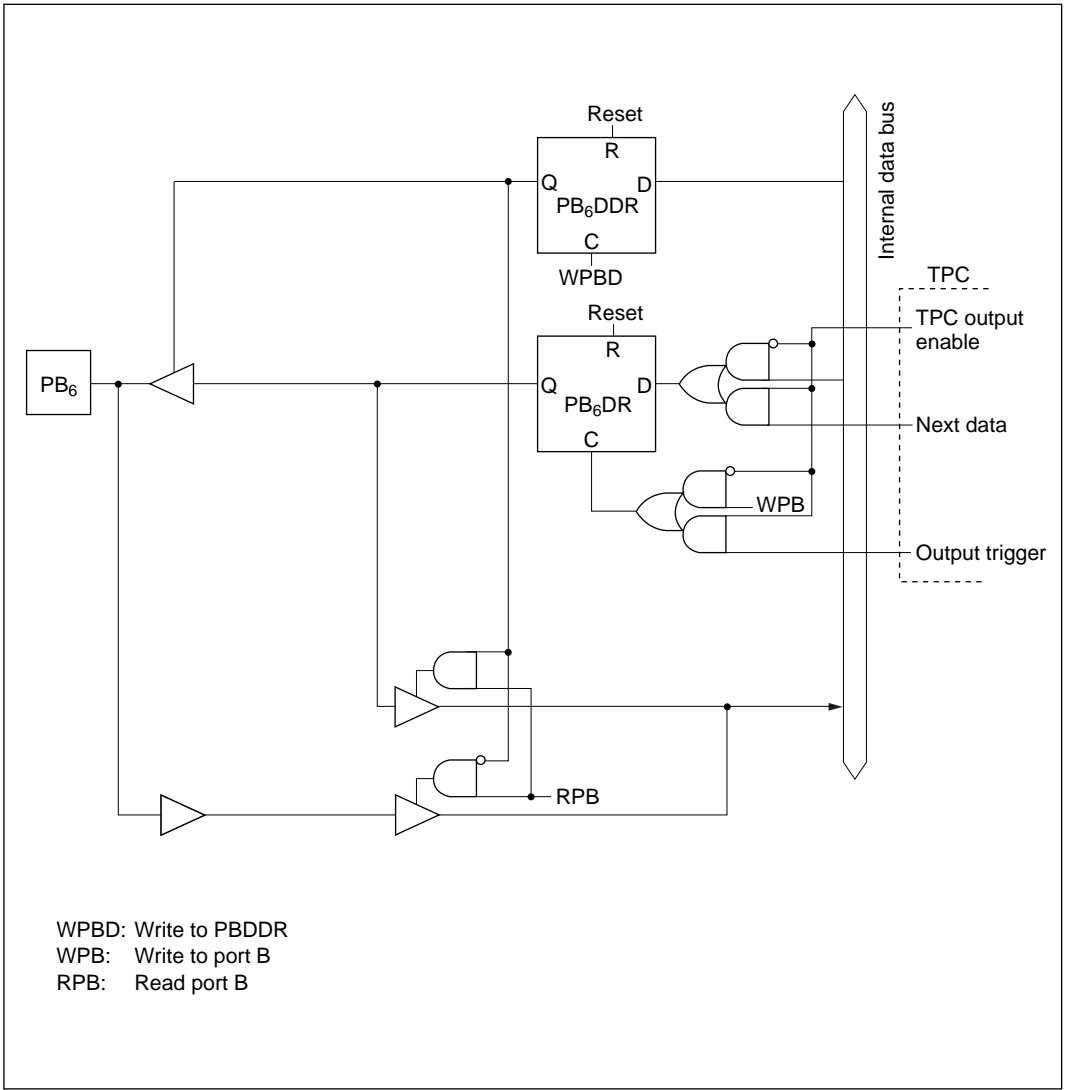 Reset
R
Q
D
PB₆DDR
C
WPBD
Internal data bus
TPC
TPC output
enable
Reset
R
PB₆
Q
D
PB₆DR
C
Next data
WPB
Output trigger
RPB
WPBD: Write to PBDDR
WPB: Write to port B
RPB: Read port B